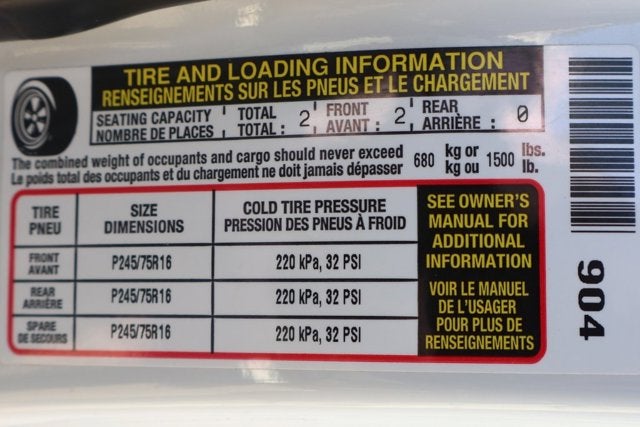 TIRE AND LOADING INFORMATION
RENSEIGNEMENTS SUR LES PNEUS ET LE CHARGEMENT
SEATING CAPACITY TOTAL : 2 FRONT : 2 REAR : 0
NOMBRE DE PLACES TOTAL AVANT ARRIÈRE
The combined weight of occupants and cargo should never exceed 680 kg or 1500 lbs.
Le poids total des occupants et du chargement ne doit jamais dépasser kg ou lb.
TIRE
PNEU
SIZE
DIMENSIONS
COLD TIRE PRESSURE
PRESSION DES PNEUS À FROID
FRONT
AVANT
P245/75R16
220 kPa, 32 PSI
REAR
ARRIÈRE
P245/75R16
220 kPa, 32 PSI
SPARE
DE SECOURS
P245/75R16
220 kPa, 32 PSI
SEE OWNER'S
MANUAL FOR
ADDITIONAL
INFORMATION
VOIR LE MANUEL
DE L'USAGER
POUR PLUS DE
RENSEIGNEMENTS
904